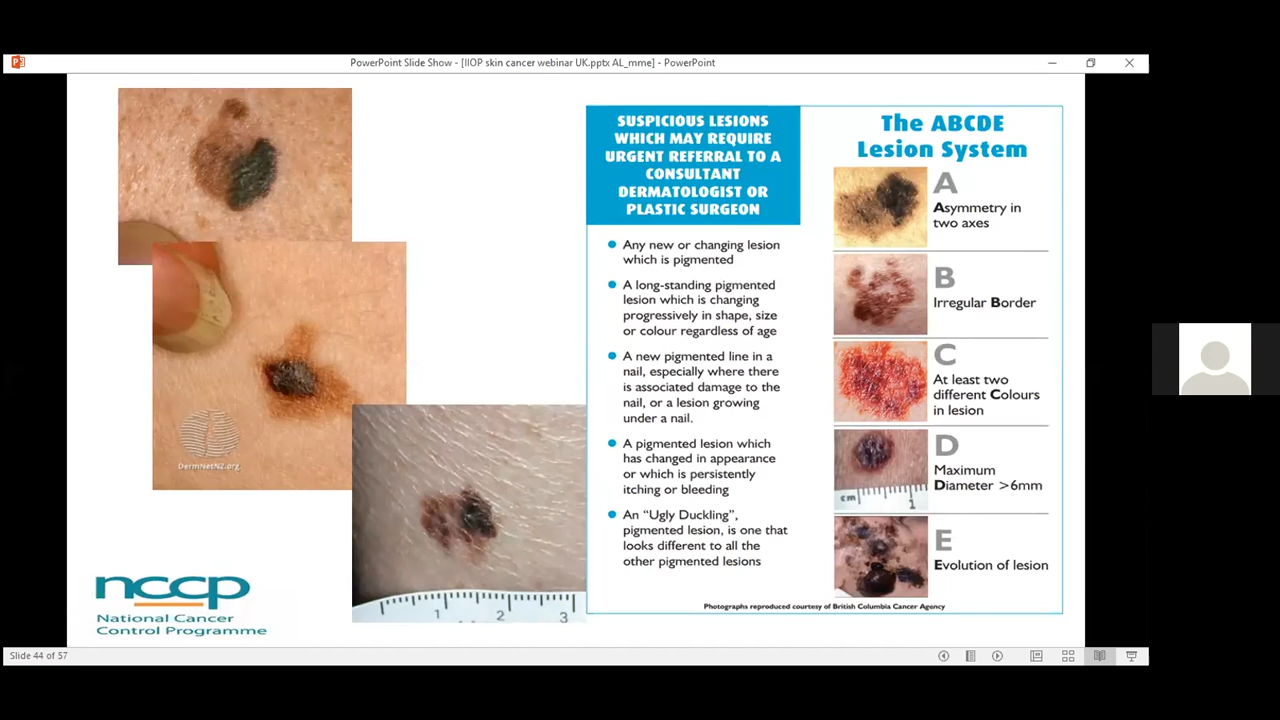 PowerPoint Slide Show - [IIOP skin cancer webinar UK.pptx AL_mme] - PowerPoint
SUSPICIOUS LESIONS
WHICH MAY REQUIRE
URGENT REFERRAL TO A
CONSULTANT
DERMATOLOGIST OR
PLASTIC SURGEON
Any new or changing lesion
which is pigmented
A long-standing pigmented
lesion which is changing
progressively in shape, size
or colour regardless of age
A new pigmented line in a
nail, especially where there
is associated damage to the
nail, or a lesion growing
under a nail.
A pigmented lesion which
has changed in appearance
or which is persistently
itching or bleeding
An “Ugly Duckling”,
pigmented lesion, is one that
looks different to all the
other pigmented lesions
The ABCDE
Lesion System
A
Asymmetry in
two axes
B
Irregular Border
C
At least two
different Colours
in lesion
D
Maximum
Diameter >6mm
cm 1
E
Evolution of lesion
Photographs reproduced courtesy of British Columbia Cancer Agency
DermNetNZ.org
1 2 3
nccp
National Cancer
Control Programme
Slide 44 of 57